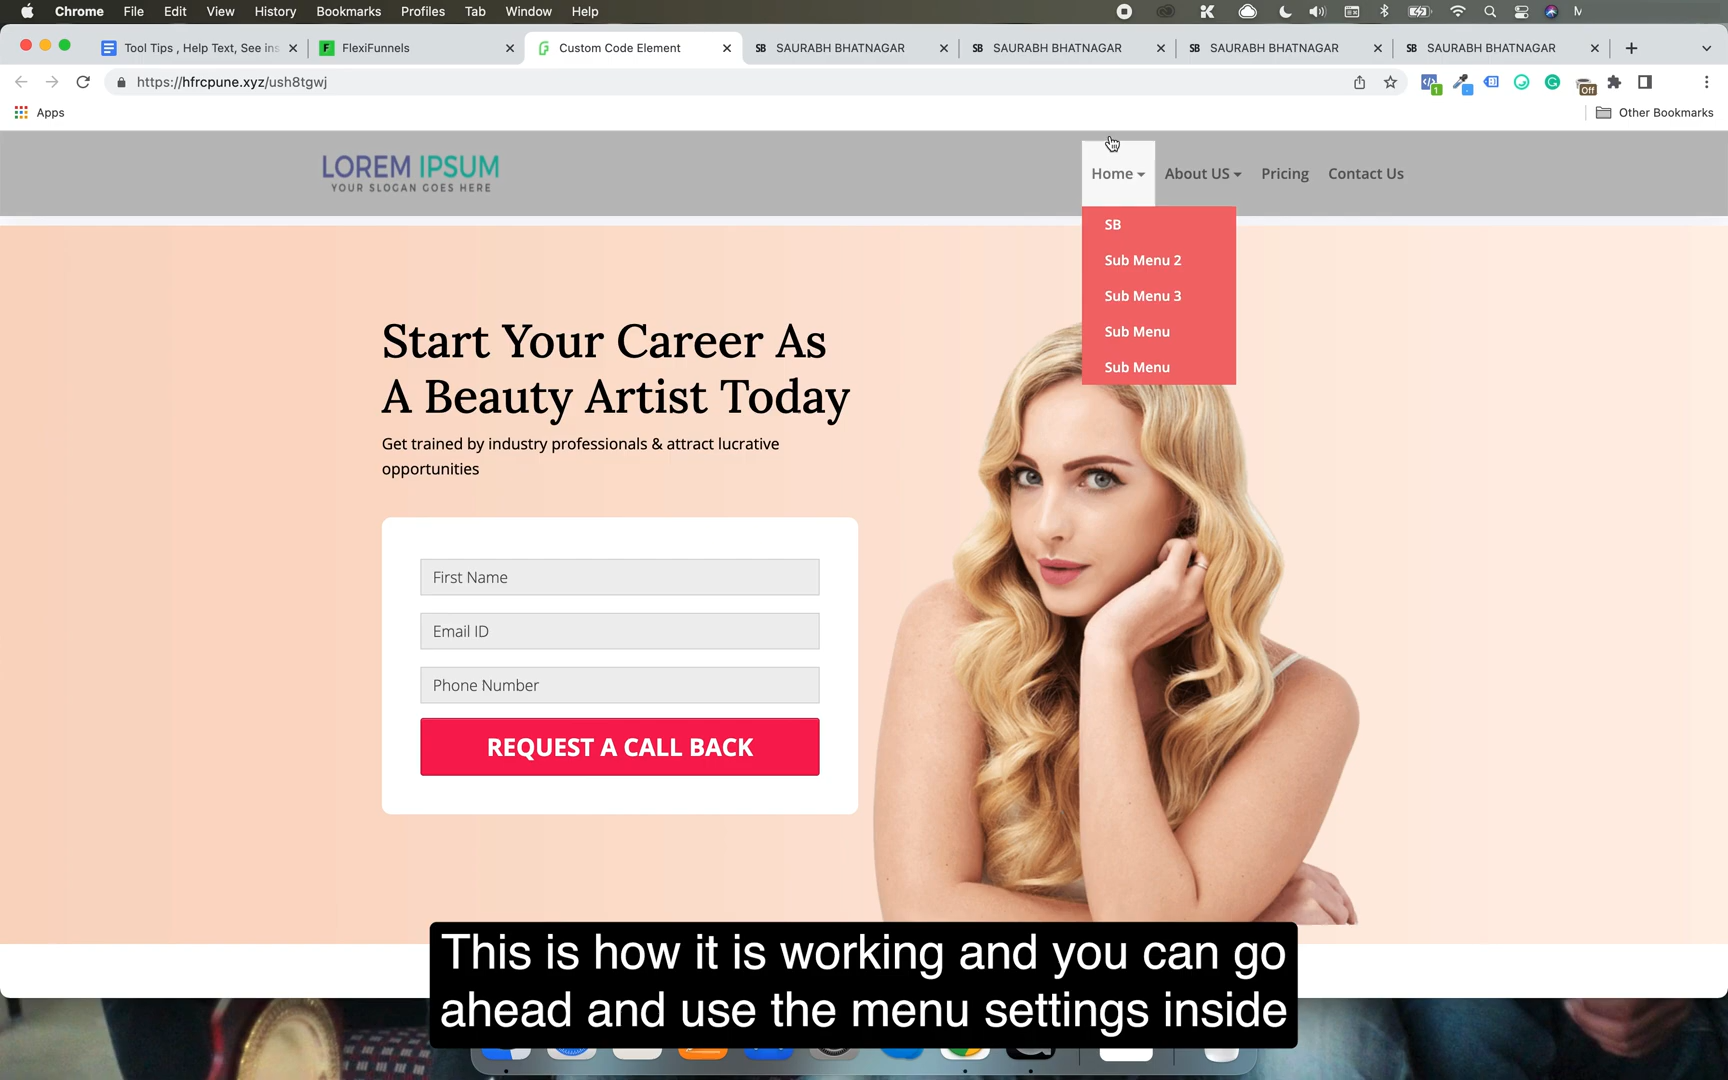 Chrome File Edit View History Bookmarks Profiles Tab Window Help
Tool Tips , Help Text, See ins
FlexiFunnels
Custom Code Element
SB SAURABH BHATNAGAR
SB SAURABH BHATNAGAR
SB SAURABH BHATNAGAR
SB SAURABH BHATNAGAR
https://hfrcpune.xyz/ush8tgwj
1
Off
Apps
Other Bookmarks
LOREM IPSUM
YOUR SLOGAN GOES HERE
Home About US Pricing Contact Us
SB
Sub Menu 2
Sub Menu 3
Sub Menu
Sub Menu
Start Your Career As
A Beauty Artist Today
Get trained by industry professionals & attract lucrative
opportunities
First Name
Email ID
Phone Number
REQUEST A CALL BACK
This is how it is working and you can go
ahead and use the menu settings inside